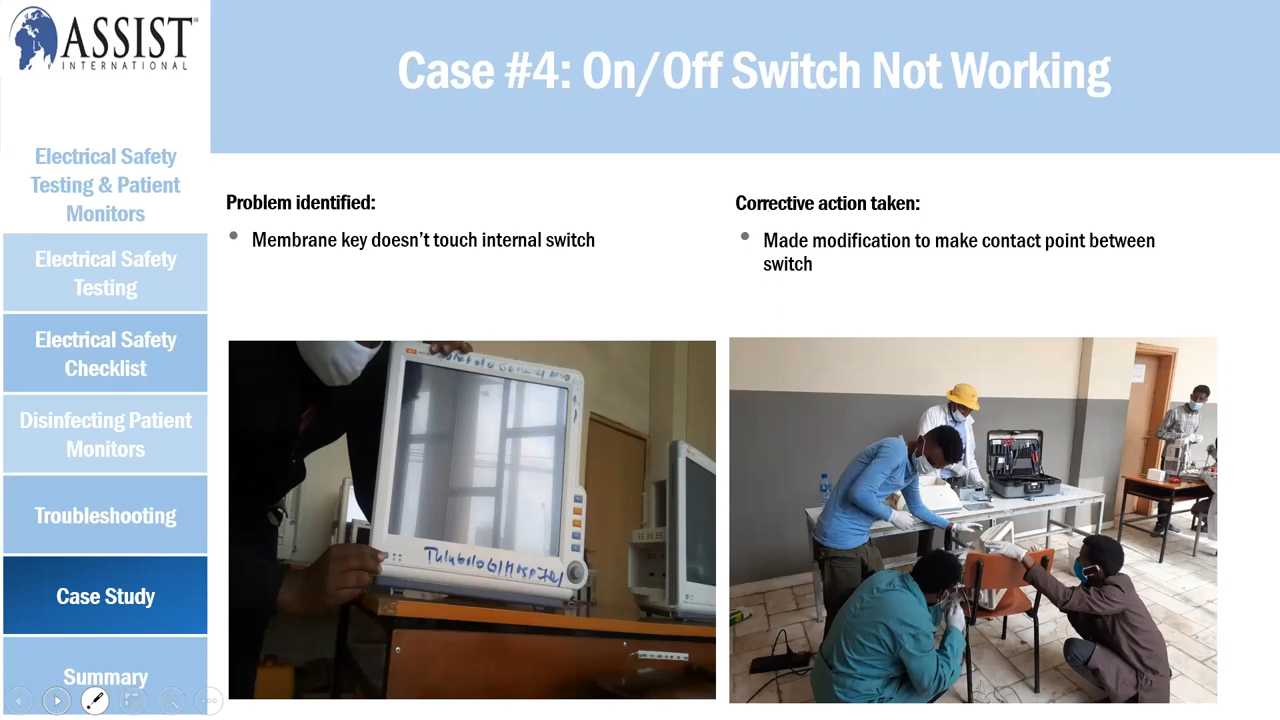 ASSIST
INTERNATIONAL
Case #4: On/Off Switch Not Working
Electrical Safety
Testing & Patient
Monitors
Electrical Safety
Testing
Electrical Safety
Checklist
Disinfecting Patient
Monitors
Troubleshooting
Case Study
Summary
Problem identified:
Membrane key doesn't touch internal switch
Corrective action taken:
Made modification to make contact point between
switch